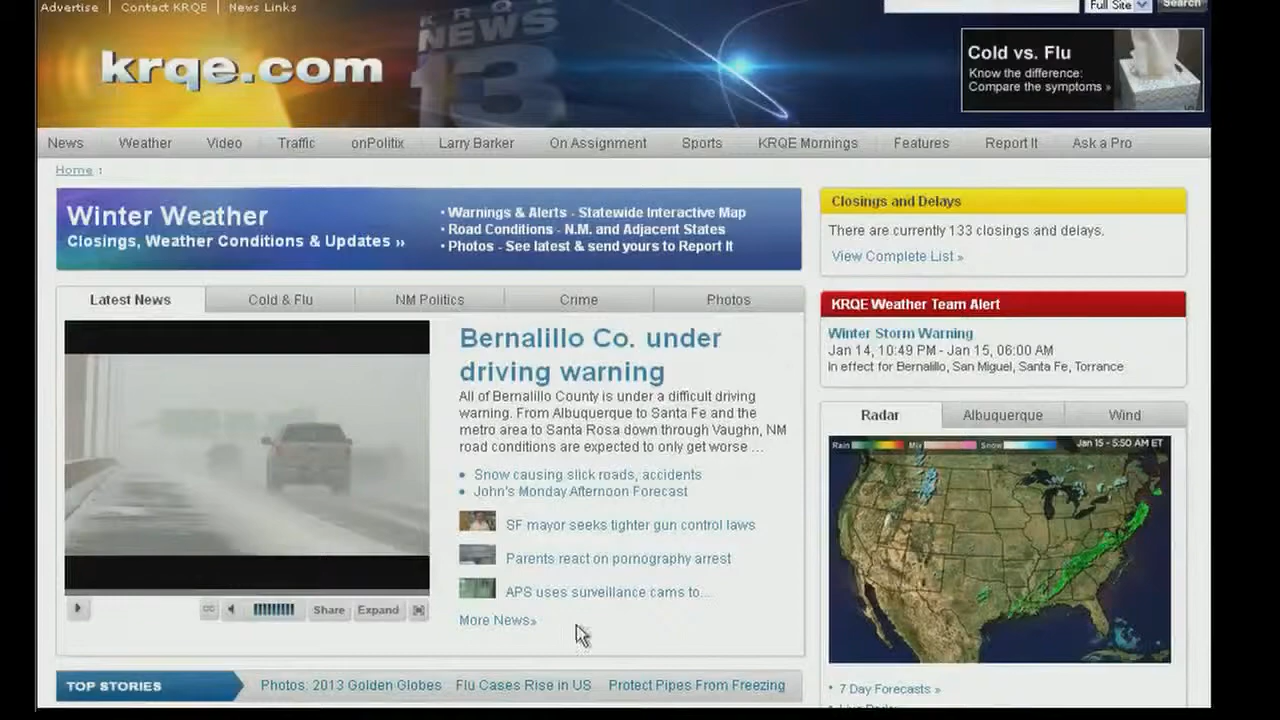 Advertise
Contact KRQE
News Links
Full Site
Search
krqe.com
KRQE
NEWS
13
Cold vs. Flu
Know the difference:
Compare the symptoms »
News
Weather
Video
Traffic
onPolitix
Larry Barker
On Assignment
Sports
KRQE Mornings
Features
Report It
Ask a Pro
Home :
Winter Weather
Closings, Weather Conditions & Updates »
• Warnings & Alerts - Statewide Interactive Map
• Road Conditions - N.M. and Adjacent States
• Photos - See latest & send yours to Report It
Closings and Delays
There are currently 133 closings and delays.
View Complete List »
Latest News
Cold & Flu
NM Politics
Crime
Photos
Bernalillo Co. under
driving warning
All of Bernalillo County is under a difficult driving
warning. From Albuquerque to Santa Fe and the
metro area to Santa Rosa down through Vaughn, NM
road conditions are expected to only get worse ...
• Snow causing slick roads, accidents
• John's Monday Afternoon Forecast
SF mayor seeks tighter gun control laws
Parents react on pornography arrest
APS uses surveillance cams to...
More News»
CC
Share
Expand
KRQE Weather Team Alert
Winter Storm Warning
Jan 14, 10:49 PM - Jan 15, 06:00 AM
In effect for Bernalillo, San Miguel, Santa Fe, Torrance
Radar
Albuquerque
Wind
Rain
Mix
Snow
Jan 15 - 5:50 AM ET
• 7 Day Forecasts »
TOP STORIES
Photos: 2013 Golden Globes
Flu Cases Rise in US
Protect Pipes From Freezing